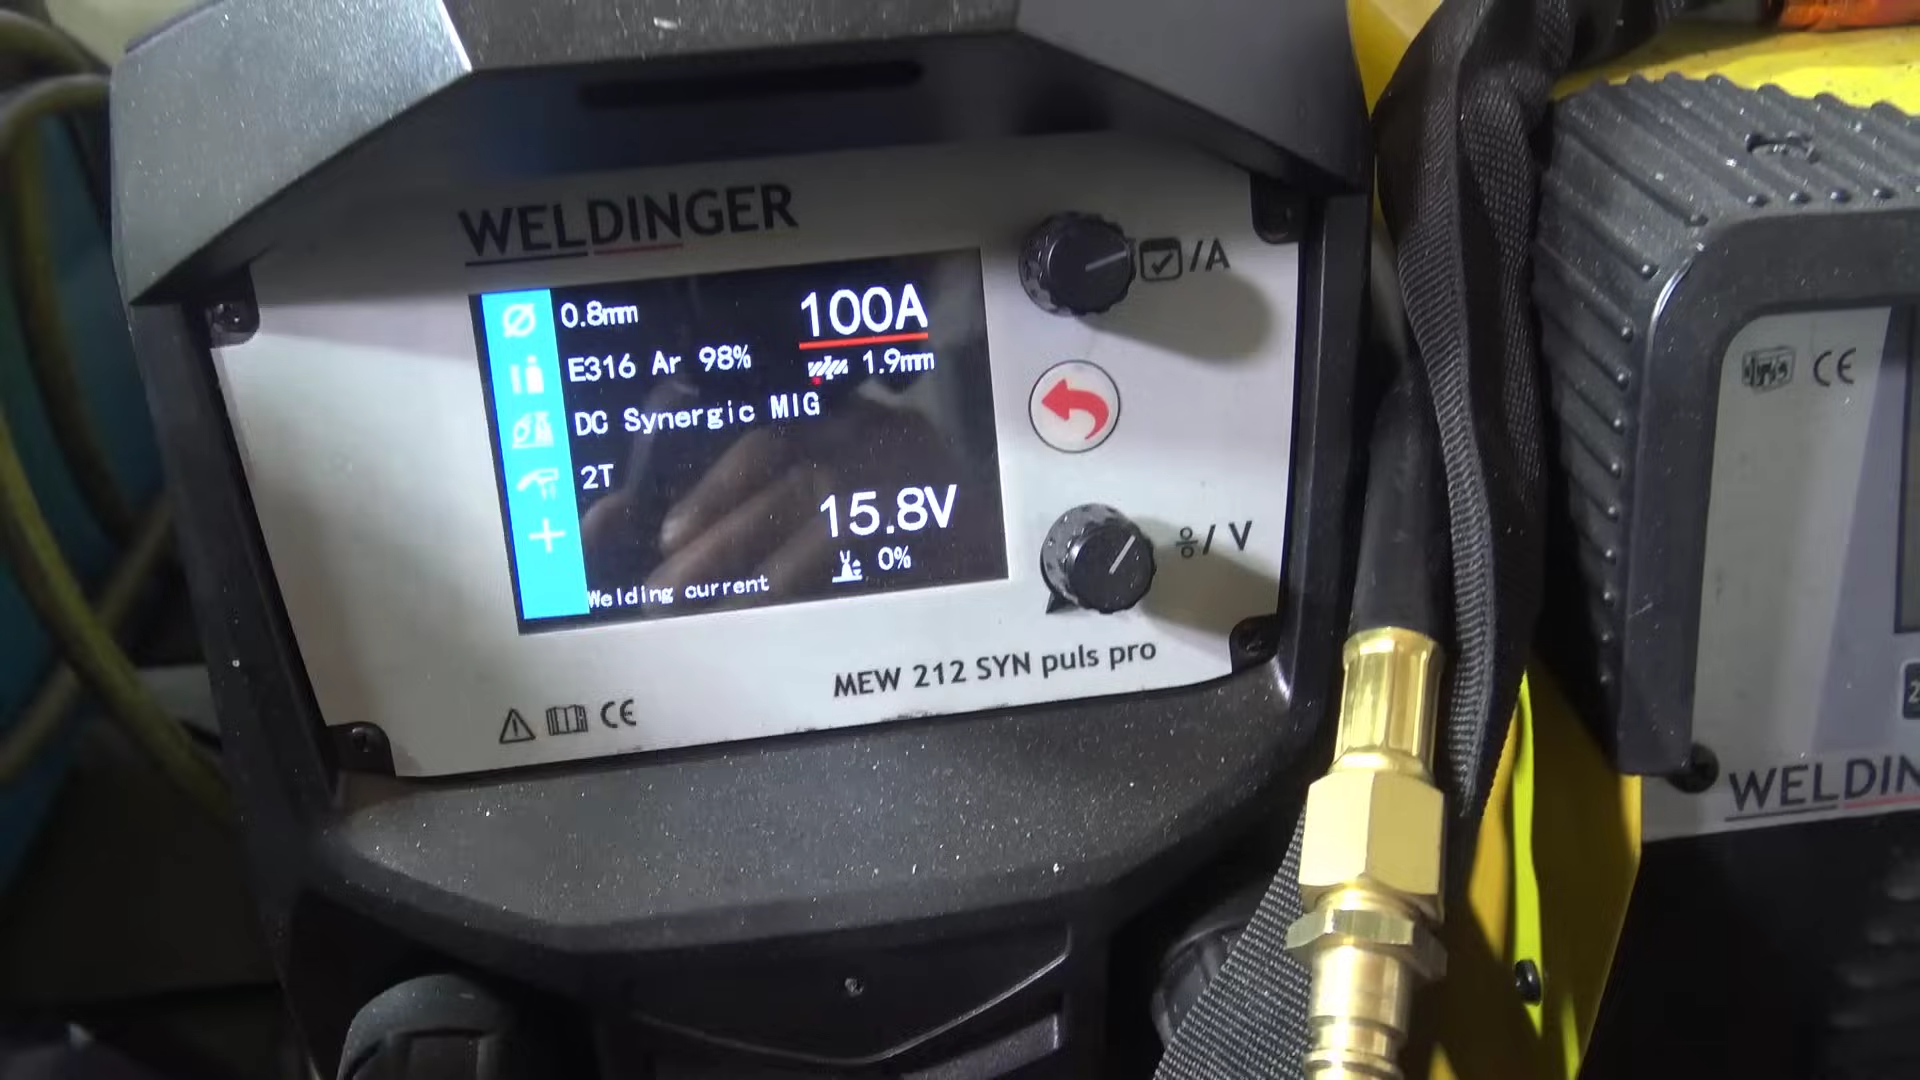 WELDINGER
0.8mm
100A
E316 Ar 98%
1.9mm
DC Synergic MIG
2T
15.8V
0%
Welding current
/A
/ V
MEW 212 SYN puls pro
CE
CE
WELDIN